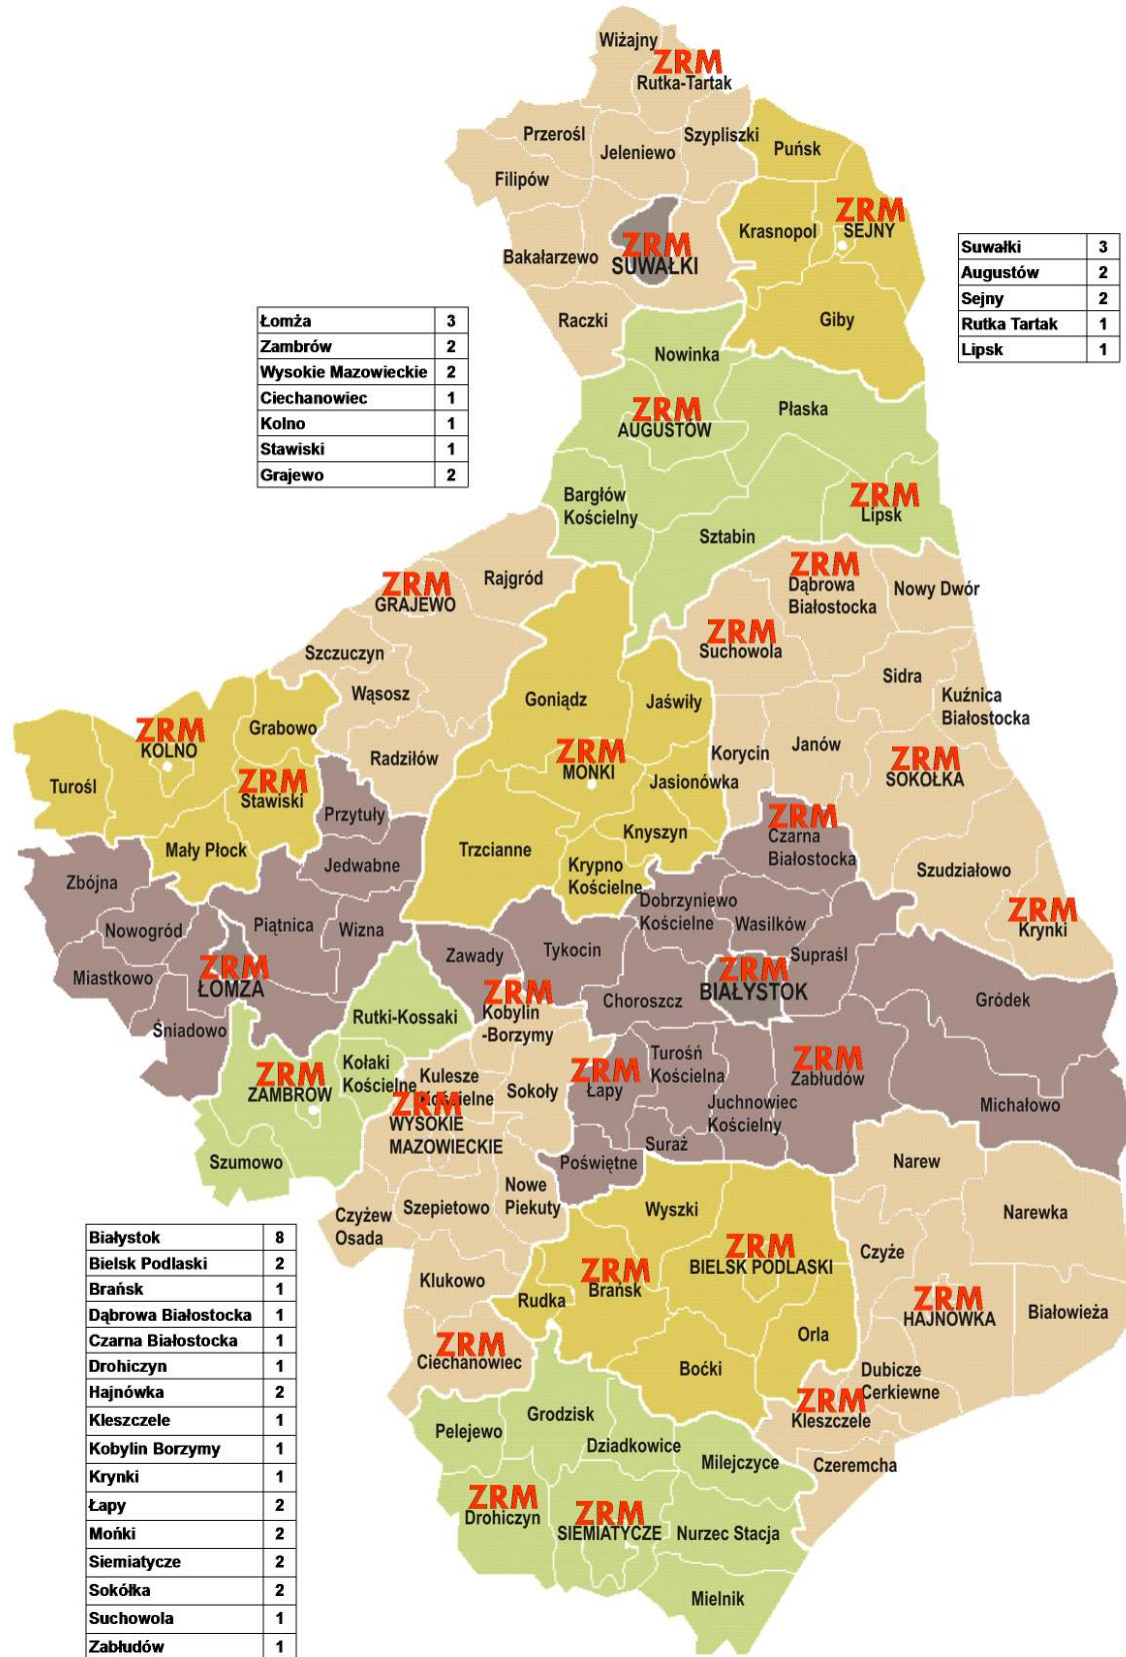 Wiżajny
ZRM
Rutka-Tartak
Przerośl
Szypliszki
Jeleniewo
Puńsk
Filipów
ZRM
SEJNY
Krasnopol
ZRM
SUWAŁKI
Bakałarzewo
Suwałki 3
Augustów 2
Sejny 2
Rutka Tartak 1
Lipsk 1
Raczki
Giby
Łomża 3
Zambrów 2
Wysokie Mazowieckie 2
Ciechanowiec 1
Kolno 1
Stawiski 1
Grajewo 2
Nowinka
Płaska
ZRM
AUGUSTÓW
Bargłów
Kościelny
ZRM
Lipsk
Sztabin
ZRM
Dąbrowa
Białostocka
Nowy Dwór
Rajgród
ZRM
GRAJEWO
ZRM
Suchowola
Szczuczyn
Sidra
Wąsosz
Goniądz
Jaświły
Kuźnica
Białostocka
Grabowo
ZRM
KOLNO
Radziłów
ZRM
MOŃKI
Korycin
Janów
ZRM
SOKÓŁKA
Turośl
ZRM
Stawiski
Jasionówka
Przytuły
ZRM
Czarna
Białostocka
Knyszyn
Mały Płock
Trzcianne
Jedwabne
Krypno
Kościelne
Szudziałowo
Zbójna
Dobrzyniewo
Kościelne
Wasilków
ZRM
Krynki
Nowogród
Piątnica
Wizna
Zawady
Tykocin
Supraśl
Miastkowo
ZRM
ŁOMŻA
ZRM
BIAŁYSTOK
Choroszcz
ZRM
Kobylin
-Borzymy
Gródek
Śniadowo
Rutki-Kossaki
Kołaki
Kościelne
ZRM
ZAMBRÓW
Kulesze
Kościelne
Sokoły
ZRM
Łapy
Turośń
Kościelna
ZRM
Zabłudów
Juchnowiec
Kościelny
Michałowo
ZRM
WYSOKIE
MAZOWIECKIE
Suraż
Szumowo
Poświętne
Narew
Nowe
Piekuty
Szepietowo
Czyżew
Osada
Wyszki
Narewka
ZRM
BIELSK PODLASKI
Czyże
Klukowo
ZRM
Brańsk
Rudka
ZRM
HAJNÓWKA
Białowieża
Orla
ZRM
Ciechanowiec
Boćki
Dubicze
Cerkiewne
ZRM
Kleszczele
Grodzisk
Pelejewo
Dziadkowice
Milejczyce
Czeremcha
ZRM
Drohiczyn
ZRM
SIEMIATYCZE
Nurzec Stacja
Mielnik
Białystok 8
Bielsk Podlaski 2
Brańsk 1
Dąbrowa Białostocka 1
Czarna Białostocka 1
Drohiczyn 1
Hajnówka 2
Kleszczele 1
Kobylin Borzymy 1
Krynki 1
Łapy 2
Mońki 2
Siemiatycze 2
Sokółka 2
Suchowola 1
Zabłudów 1